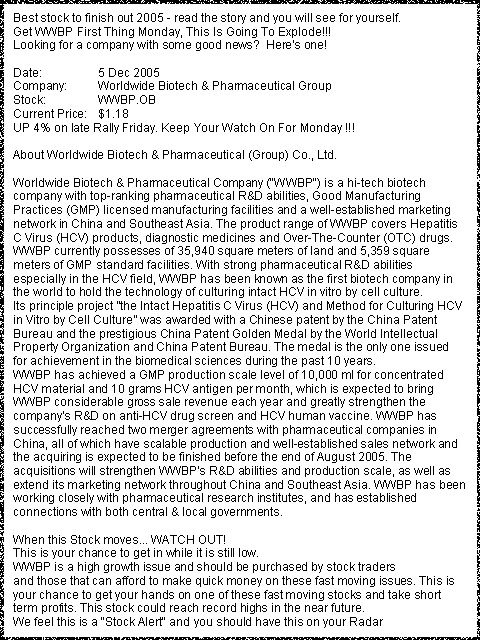 Best stock to finish out 2005 - read the story and you will see for yourself.
Get WWBP First Thing Monday, This Is Going To Explode!!!
Looking for a company with some good news?  Here's one!
Date: 5 Dec 2005
Company: Worldwide Biotech & Pharmaceutical Group
Stock: WWBP.OB
Current Price: $1.18
UP 4% on late Rally Friday. Keep Your Watch On For Monday !!!
About Worldwide Biotech & Pharmaceutical (Group) Co., Ltd.
Worldwide Biotech & Pharmaceutical Company ("WWBP") is a hi-tech biotech
company with top-ranking pharmaceutical R&D abilities, Good Manufacturing
Practices (GMP) licensed manufacturing facilities and a well-established marketing
network in China and Southeast Asia. The product range of WWBP covers Hepatitis
C Virus (HCV) products, diagnostic medicines and Over-The-Counter (OTC) drugs.
WWBP currently possesses of 35,940 square meters of land and 5,359 square
meters of GMP standard facilities. With strong pharmaceutical R&D abilities
especially in the HCV field, WWBP has been known as the first biotech company in
the world to hold the technology of culturing intact HCV in vitro by cell culture.
Its principle project "the Intact Hepatitis C Virus (HCV) and Method for Culturing HCV
in Vitro by Cell Culture" was awarded with a Chinese patent by the China Patent
Bureau and the prestigious China Patent Golden Medal by the World Intellectual
Property Organization and China Patent Bureau. The medal is the only one issued
for achievement in the biomedical sciences during the past 10 years.
WWBP has achieved a GMP production scale level of 10,000 ml for concentrated
HCV material and 10 grams HCV antigen per month, which is expected to bring
WWBP considerable gross sale revenue each year and greatly strengthen the
company's R&D on anti-HCV drug screen and HCV human vaccine. WWBP has
successfully reached two merger agreements with pharmaceutical companies in
China, all of which have scalable production and well-established sales network and
the acquiring is expected to be finished before the end of August 2005. The
acquisitions will strengthen WWBP's R&D abilities and production scale, as well as
extend its marketing network throughout China and Southeast Asia. WWBP has been
working closely with pharmaceutical research institutes, and has established
connections with both central & local governments.
When this Stock moves... WATCH OUT!
This is your chance to get in while it is still low.
WWBP is a high growth issue and should be purchased by stock traders
and those that can afford to make quick money on these fast moving issues. This is
your chance to get your hands on one of these fast moving stocks and take short
term profits. This stock could reach record highs in the near future.
We feel this is a "Stock Alert" and you should have this on your Radar